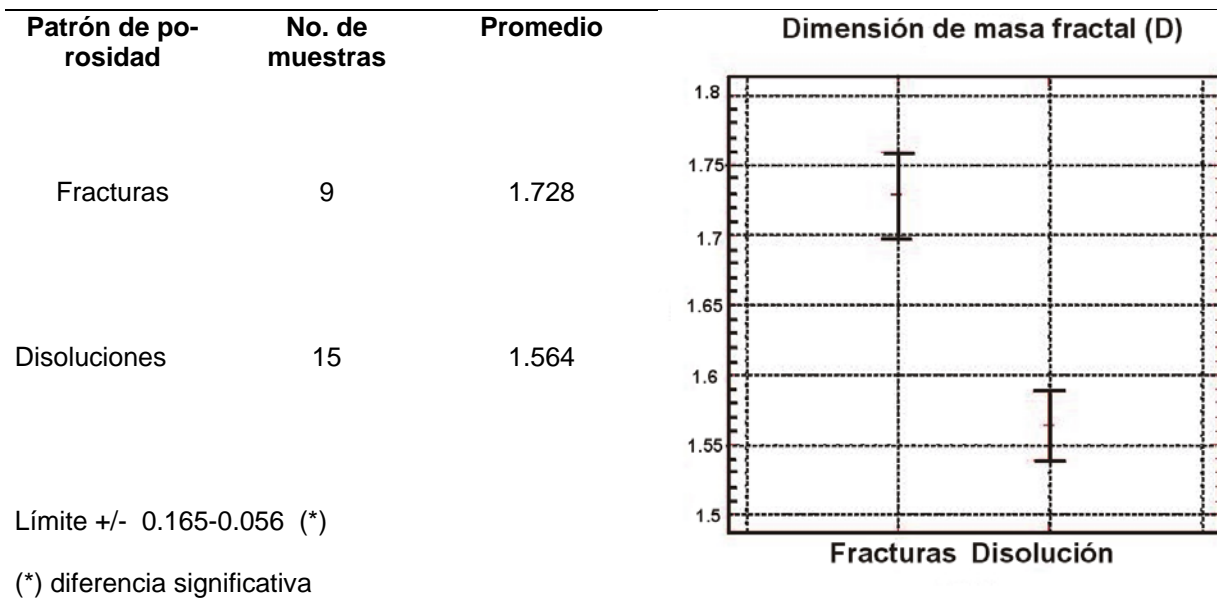 Patrón de po-
rosidad
No. de
muestras
Promedio
Fracturas 9 1.728
Disoluciones 15 1.564
Límite +/- 0.165-0.056 (*)
(*) diferencia significativa
Dimensión de masa fractal (D)
1.8
1.75
1.7
1.65
1.6
1.55
1.5
Fracturas Disolución